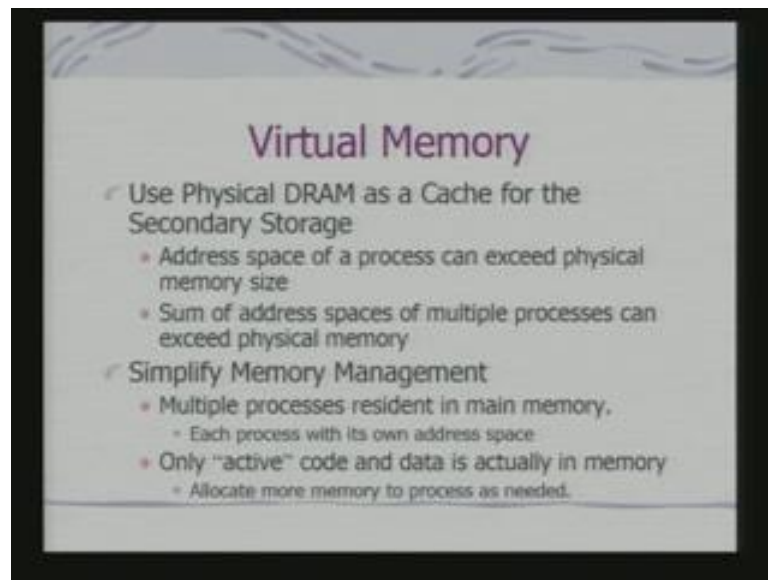 Virtual Memory
Use Physical DRAM as a Cache for the
Secondary Storage
Address space of a process can exceed physical
memory size
Sum of address spaces of multiple processes can
exceed physical memory
Simplify Memory Management
Multiple processes resident in main memory.
Each process with its own address space
Only "active" code and data is actually in memory
Allocate more memory to process as needed.